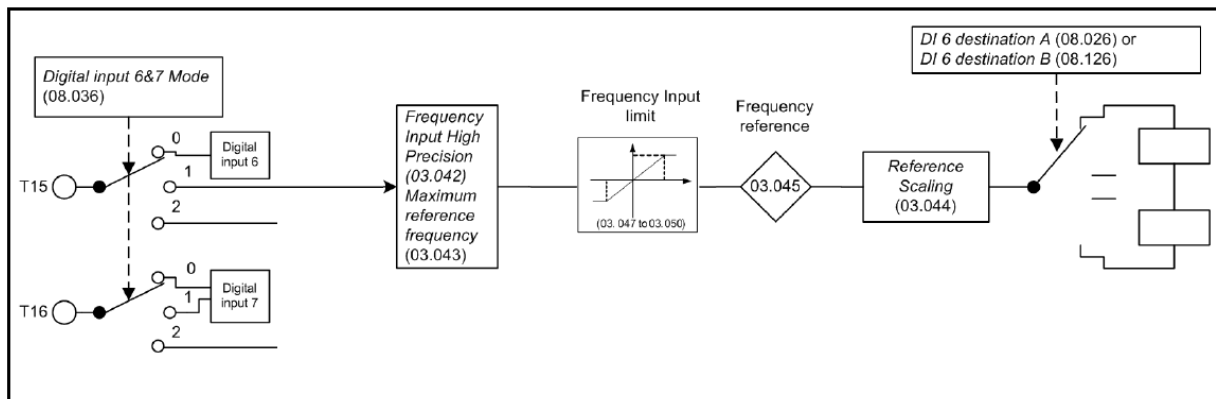 Digital input 6&7 Mode
(08.036)
T15
0
1
2
Digital
input 6
T16
0
1
2
Digital
input 7
Frequency
Input High
Precision
(03.042)
Maximum
reference
frequency
(03.043)
Frequency Input
limit
(03. 047 to 03.050)
Frequency
reference
03.045
Reference
Scaling
(03.044)
DI 6 destination A (08.026) or
DI 6 destination B (08.126)